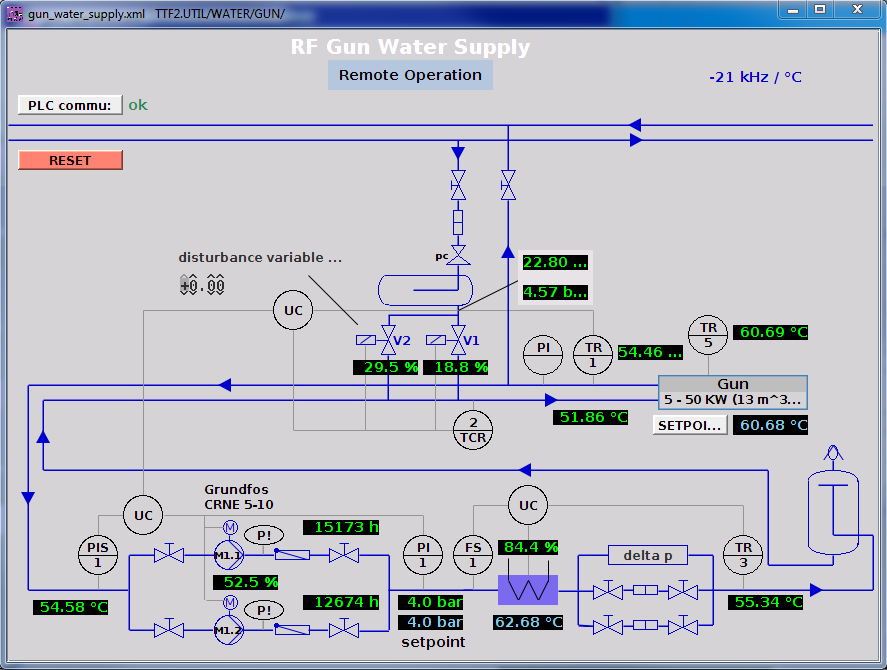 gun_water_supply.xml TTF2.UTIL/WATER/GUN/
RF Gun Water Supply
Remote Operation
-21 kHz / °C
PLC commu: ok
RESET
pc
disturbance variable ...
+0.00
22.80 ...
4.57 b...
UC
V2
V1
PI
TR
1
54.46 ...
TR
5
60.69 °C
29.5 %
18.8 %
Gun
5 - 50 KW (13 m^3...
51.86 °C
SETPOI...
60.68 °C
2
TCR
Grundfos
CRNE 5-10
UC
UC
M
P!
15173 h
PIS
1
M1.1
PI
1
FS
1
84.4 %
delta p
TR
3
52.5 %
54.58 °C
M
P!
12674 h
4.0 bar
55.34 °C
M1.2
4.0 bar
62.68 °C
setpoint